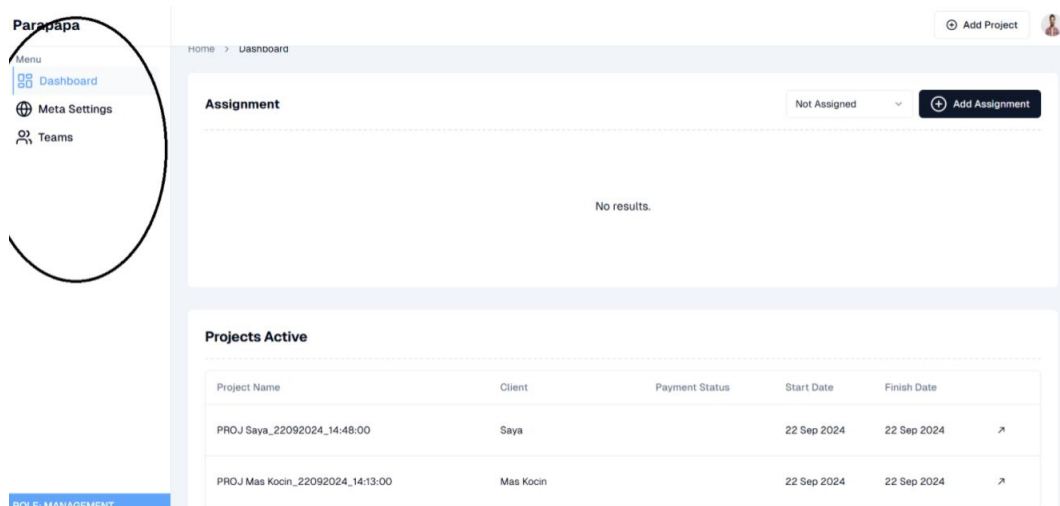 Parapapa
Add Project
Menu
Home > Dashboard
Dashboard
Meta Settings
Teams
Assignment
Not Assigned
Add Assignment
No results.
Projects Active
Project Name Client Payment Status Start Date Finish Date
PROJ Saya_22092024_14:48:00 Saya 22 Sep 2024 22 Sep 2024
PROJ Mas Kocin_22092024_14:13:00 Mas Kocin 22 Sep 2024 22 Sep 2024
ROLE: MANAGEMENT